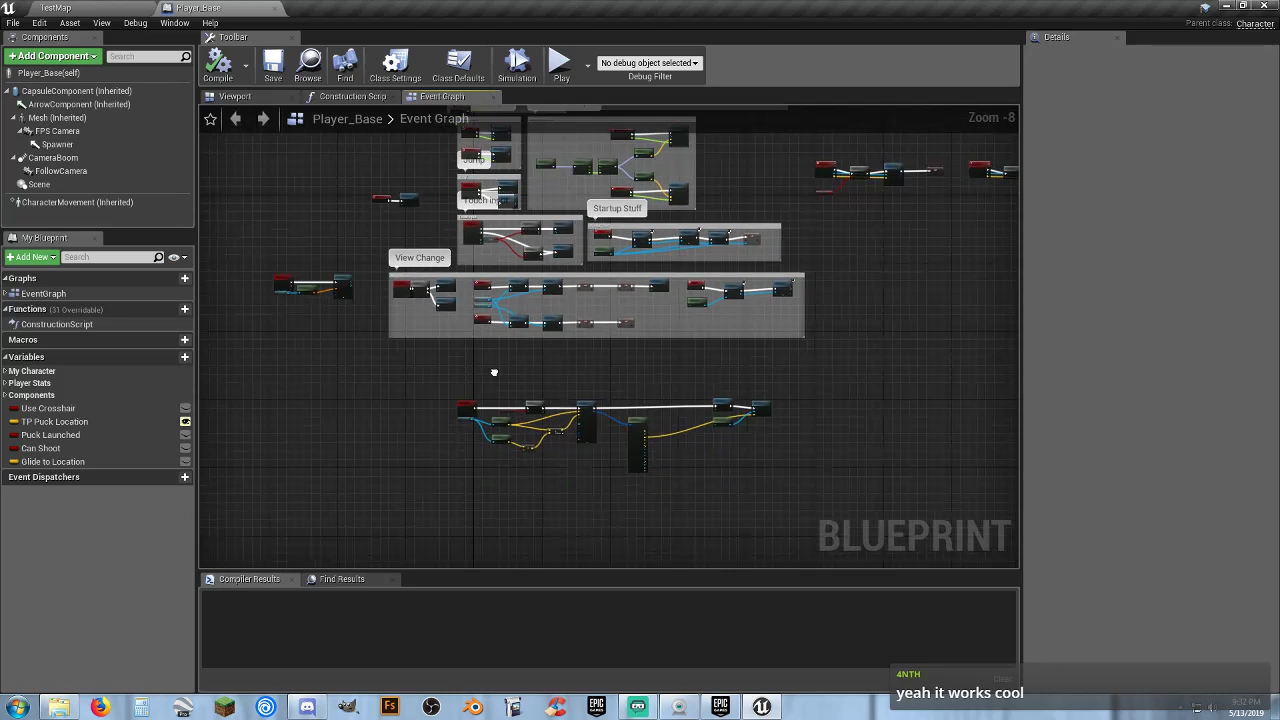 TestMap
Player_Base
File
Edit
Asset
View
Debug
Window
Help
Parent class: Character
Components
Toolbar
Details
Add Component
Search
Player_Base(self)
CapsuleComponent (Inherited)
ArrowComponent (Inherited)
Mesh (Inherited)
FPS Camera
Spawner
CameraBoom
FollowCamera
Scene
CharacterMovement (Inherited)
Compile
Save
Browse
Find
Class Settings
Class Defaults
Simulation
Play
No debug object selected
Debug Filter
Viewport
Construction Scrip
Event Graph
Player_Base > Event Graph
Zoom -8
Jump
Startup Stuff
View Change
My Blueprint
Add New
Search
Graphs
EventGraph
Functions (31 Overridable)
ConstructionScript
Macros
Variables
My Character
Player Stats
Components
Use Crosshair
TP Puck Location
Puck Launched
Can Shoot
Glide to Location
Event Dispatchers
BLUEPRINT
Compiler Results
Find Results
4NTH
Clear
yeah it works cool
9:32 PM
5/13/2019